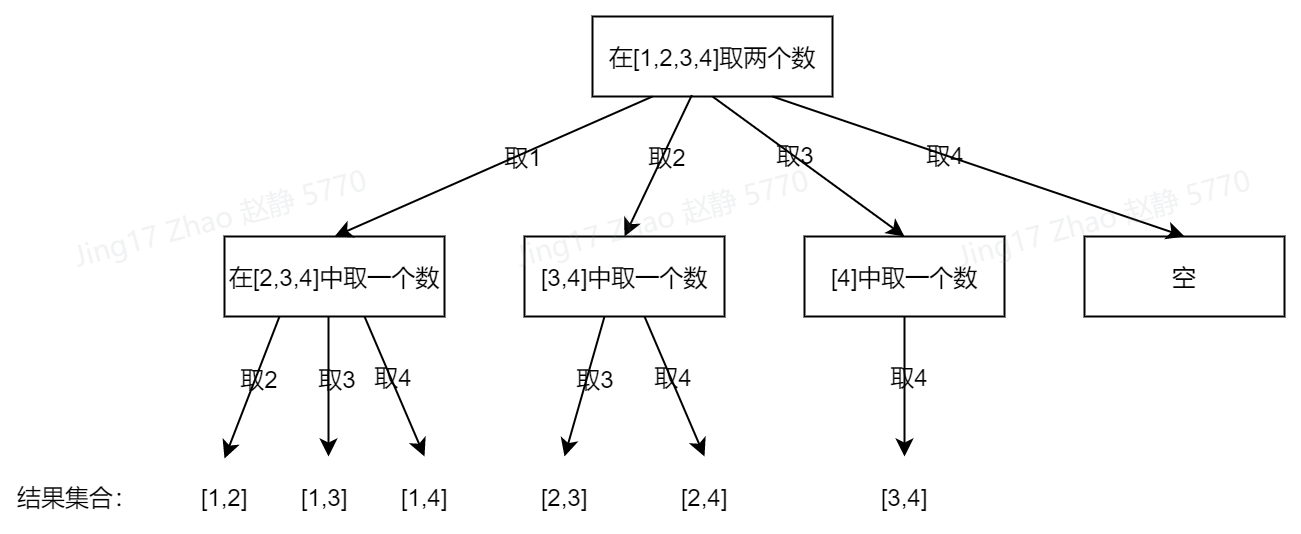 在[1,2,3,4]取两个数
取1
取2
取3
取4
Jing17 Zhao 赵静 5770
Jing17 Zhao 赵静 5770
Jing17 Zhao 赵静 5770
在[2,3,4]中取一个数
[3,4]中取一个数
[4]中取一个数
空
取2
取3
取4
取3
取4
取4
结果集合： [1,2] [1,3] [1,4] [2,3] [2,4] [3,4]